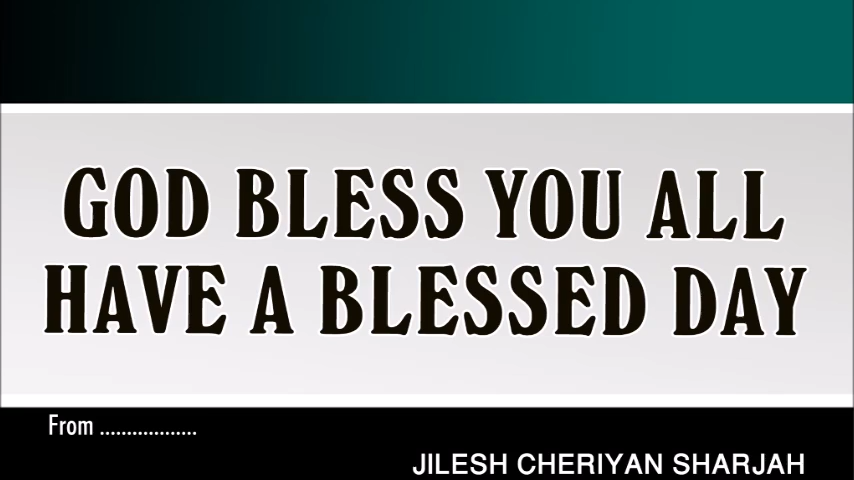 GOD BLESS YOU ALL
HAVE A BLESSED DAY
From ..................
JILESH CHERIYAN SHARJAH